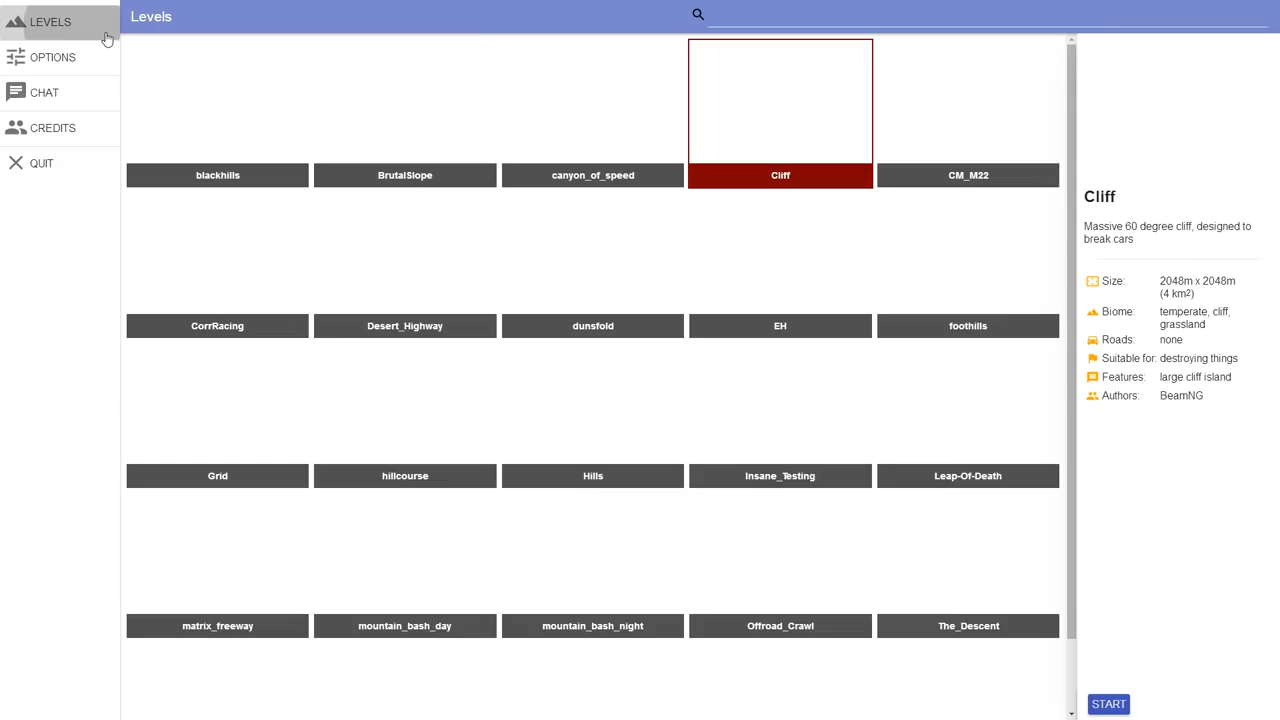 LEVELS
OPTIONS
CHAT
CREDITS
QUIT
Levels
blackhills
BrutalSlope
canyon_of_speed
Cliff
CM_M22
CorrRacing
Desert_Highway
dunsfold
EH
foothills
Grid
hillcourse
Hills
Insane_Testing
Leap-Of-Death
matrix_freeway
mountain_bash_day
mountain_bash_night
Offroad_Crawl
The_Descent
Cliff
Massive 60 degree cliff, designed to
break cars
Size: 2048m x 2048m
(4 km²)
Biome: temperate, cliff,
grassland
Roads: none
Suitable for: destroying things
Features: large cliff island
Authors: BeamNG
START